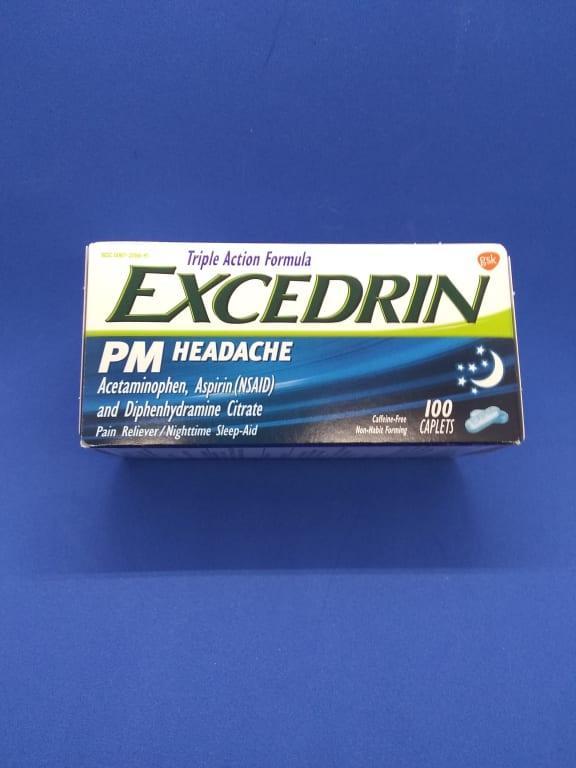 Triple Action Formula
gsk
EXCEDRIN
PM HEADACHE
Acetaminophen, Aspirin (NSAID)
and Diphenhydramine Citrate
Pain Reliever/Nighttime Sleep-Aid
Caffeine-Free
Non-Habit Forming
100
CAPLETS